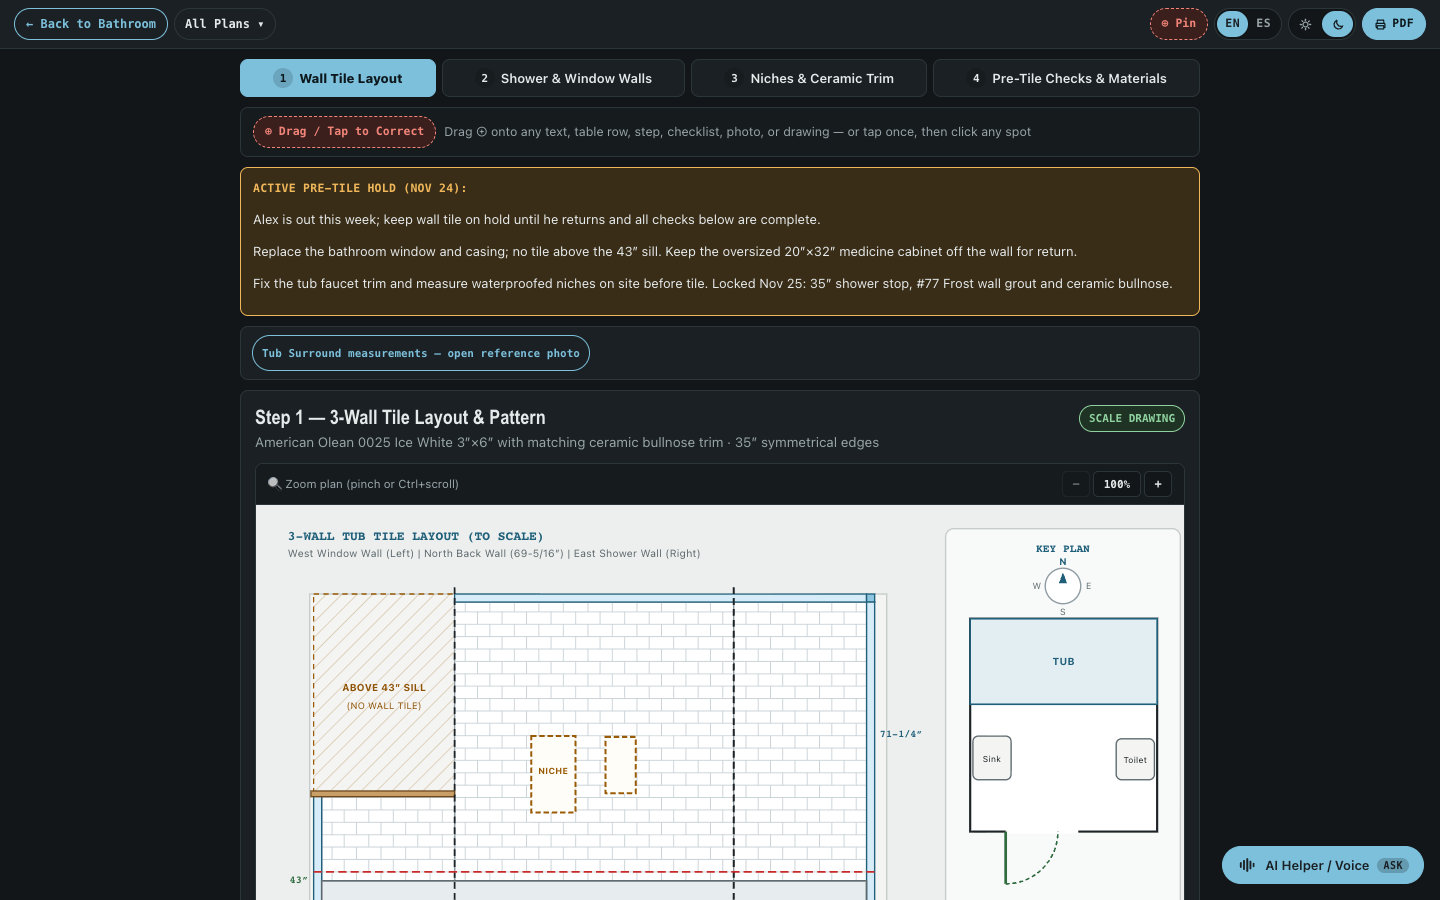 ← Back to Bathroom
All Plans ▾
⊕ Pin
EN ES
PDF
1 Wall Tile Layout
2 Shower & Window Walls
3 Niches & Ceramic Trim
4 Pre-Tile Checks & Materials
⊕ Drag / Tap to Correct
Drag ⊕ onto any text, table row, step, checklist, photo, or drawing — or tap once, then click any spot
ACTIVE PRE-TILE HOLD (NOV 24):
Alex is out this week; keep wall tile on hold until he returns and all checks below are complete.
Replace the bathroom window and casing; no tile above the 43″ sill. Keep the oversized 20″×32″ medicine cabinet off the wall for return.
Fix the tub faucet trim and measure waterproofed niches on site before tile. Locked Nov 25: 35″ shower stop, #77 Frost wall grout and ceramic bullnose.
Tub Surround measurements — open reference photo
Step 1 — 3-Wall Tile Layout & Pattern
SCALE DRAWING
American Olean 0025 Ice White 3″×6″ with matching ceramic bullnose trim · 35″ symmetrical edges
Zoom plan (pinch or Ctrl+scroll)
− 100% +
3-WALL TUB TILE LAYOUT (TO SCALE)
West Window Wall (Left) | North Back Wall (69-5/16″) | East Shower Wall (Right)
KEY PLAN
N
W E
S
TUB
ABOVE 43″ SILL
(NO WALL TILE)
71-1/4″
NICHE
Sink
Toilet
43″
AI Helper / Voice ASK